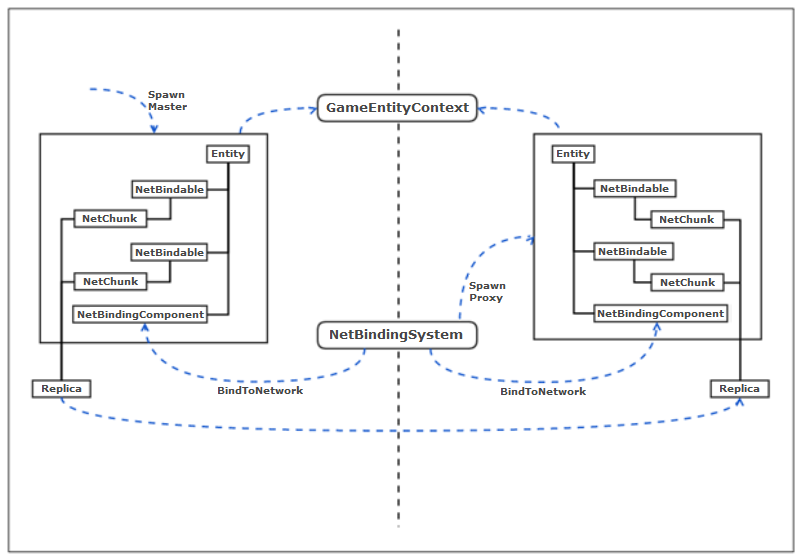 Spawn
Master
GameEntityContext
Entity
NetBindable
NetChunk
NetBindable
NetChunk
NetBindingComponent
Replica
Entity
NetBindable
NetChunk
NetBindable
NetChunk
NetBindingComponent
Replica
Spawn
Proxy
NetBindingSystem
BindToNetwork
BindToNetwork